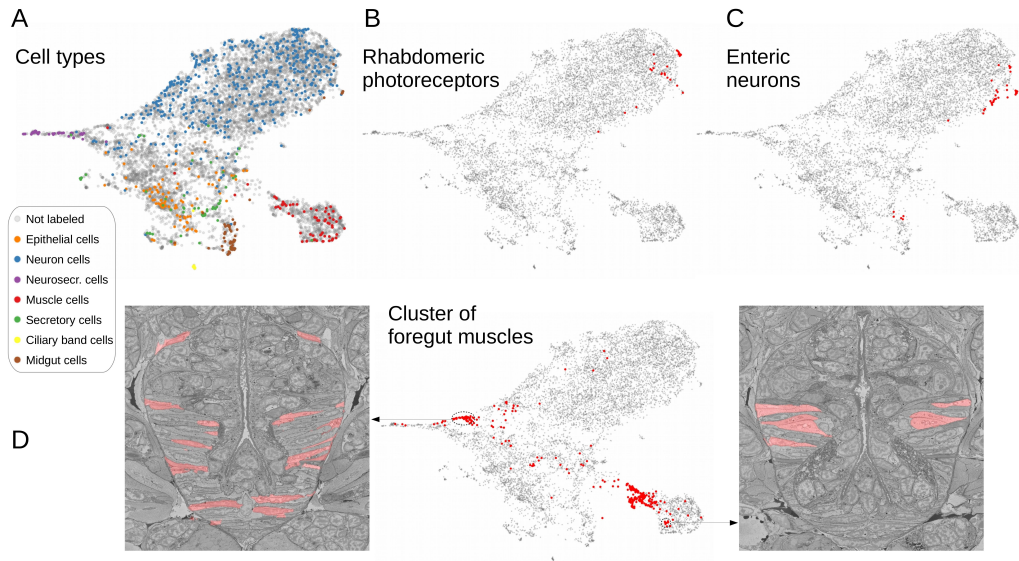 A
Cell types
B
Rhabdomeric
photoreceptors
C
Enteric
neurons
Not labeled
Epithelial cells
Neuron cells
Neurosecr. cells
Muscle cells
Secretory cells
Ciliary band cells
Midgut cells
Cluster of
foregut muscles
D